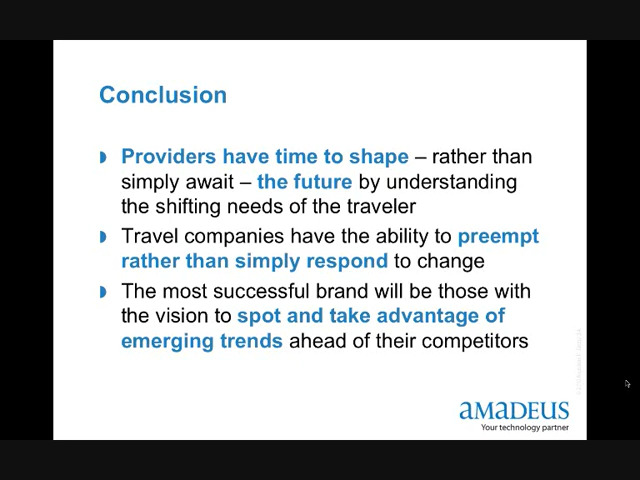 Conclusion
Providers have time to shape – rather than
simply await – the future by understanding
the shifting needs of the traveler
Travel companies have the ability to preempt
rather than simply respond to change
The most successful brand will be those with
the vision to spot and take advantage of
emerging trends ahead of their competitors
amadeus
Your technology partner